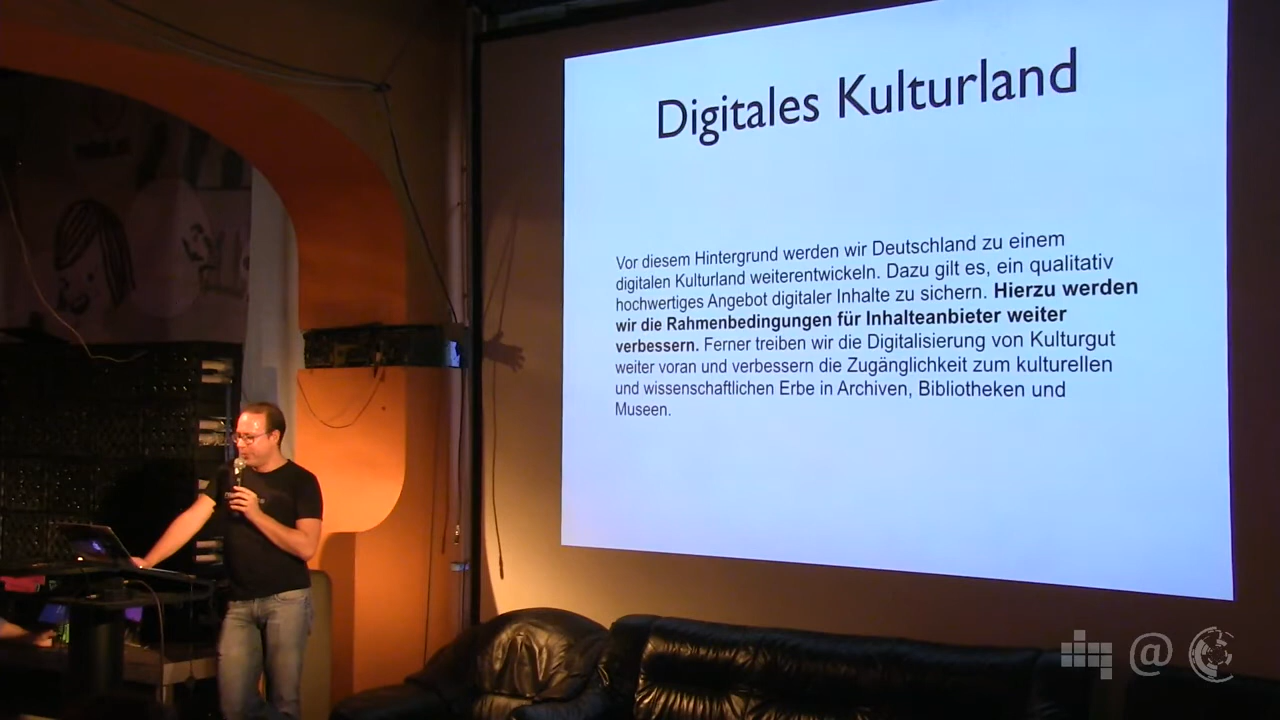 Digitales Kulturland
Vor diesem Hintergrund werden wir Deutschland zu einem
digitalen Kulturland weiterentwickeln. Dazu gilt es, ein qualitativ
hochwertiges Angebot digitaler Inhalte zu sichern. Hierzu werden
wir die Rahmenbedingungen für Inhalteanbieter weiter
verbessern. Ferner treiben wir die Digitalisierung von Kulturgut
weiter voran und verbessern die Zugänglichkeit zum kulturellen
und wissenschaftlichen Erbe in Archiven, Bibliotheken und
Museen.
@